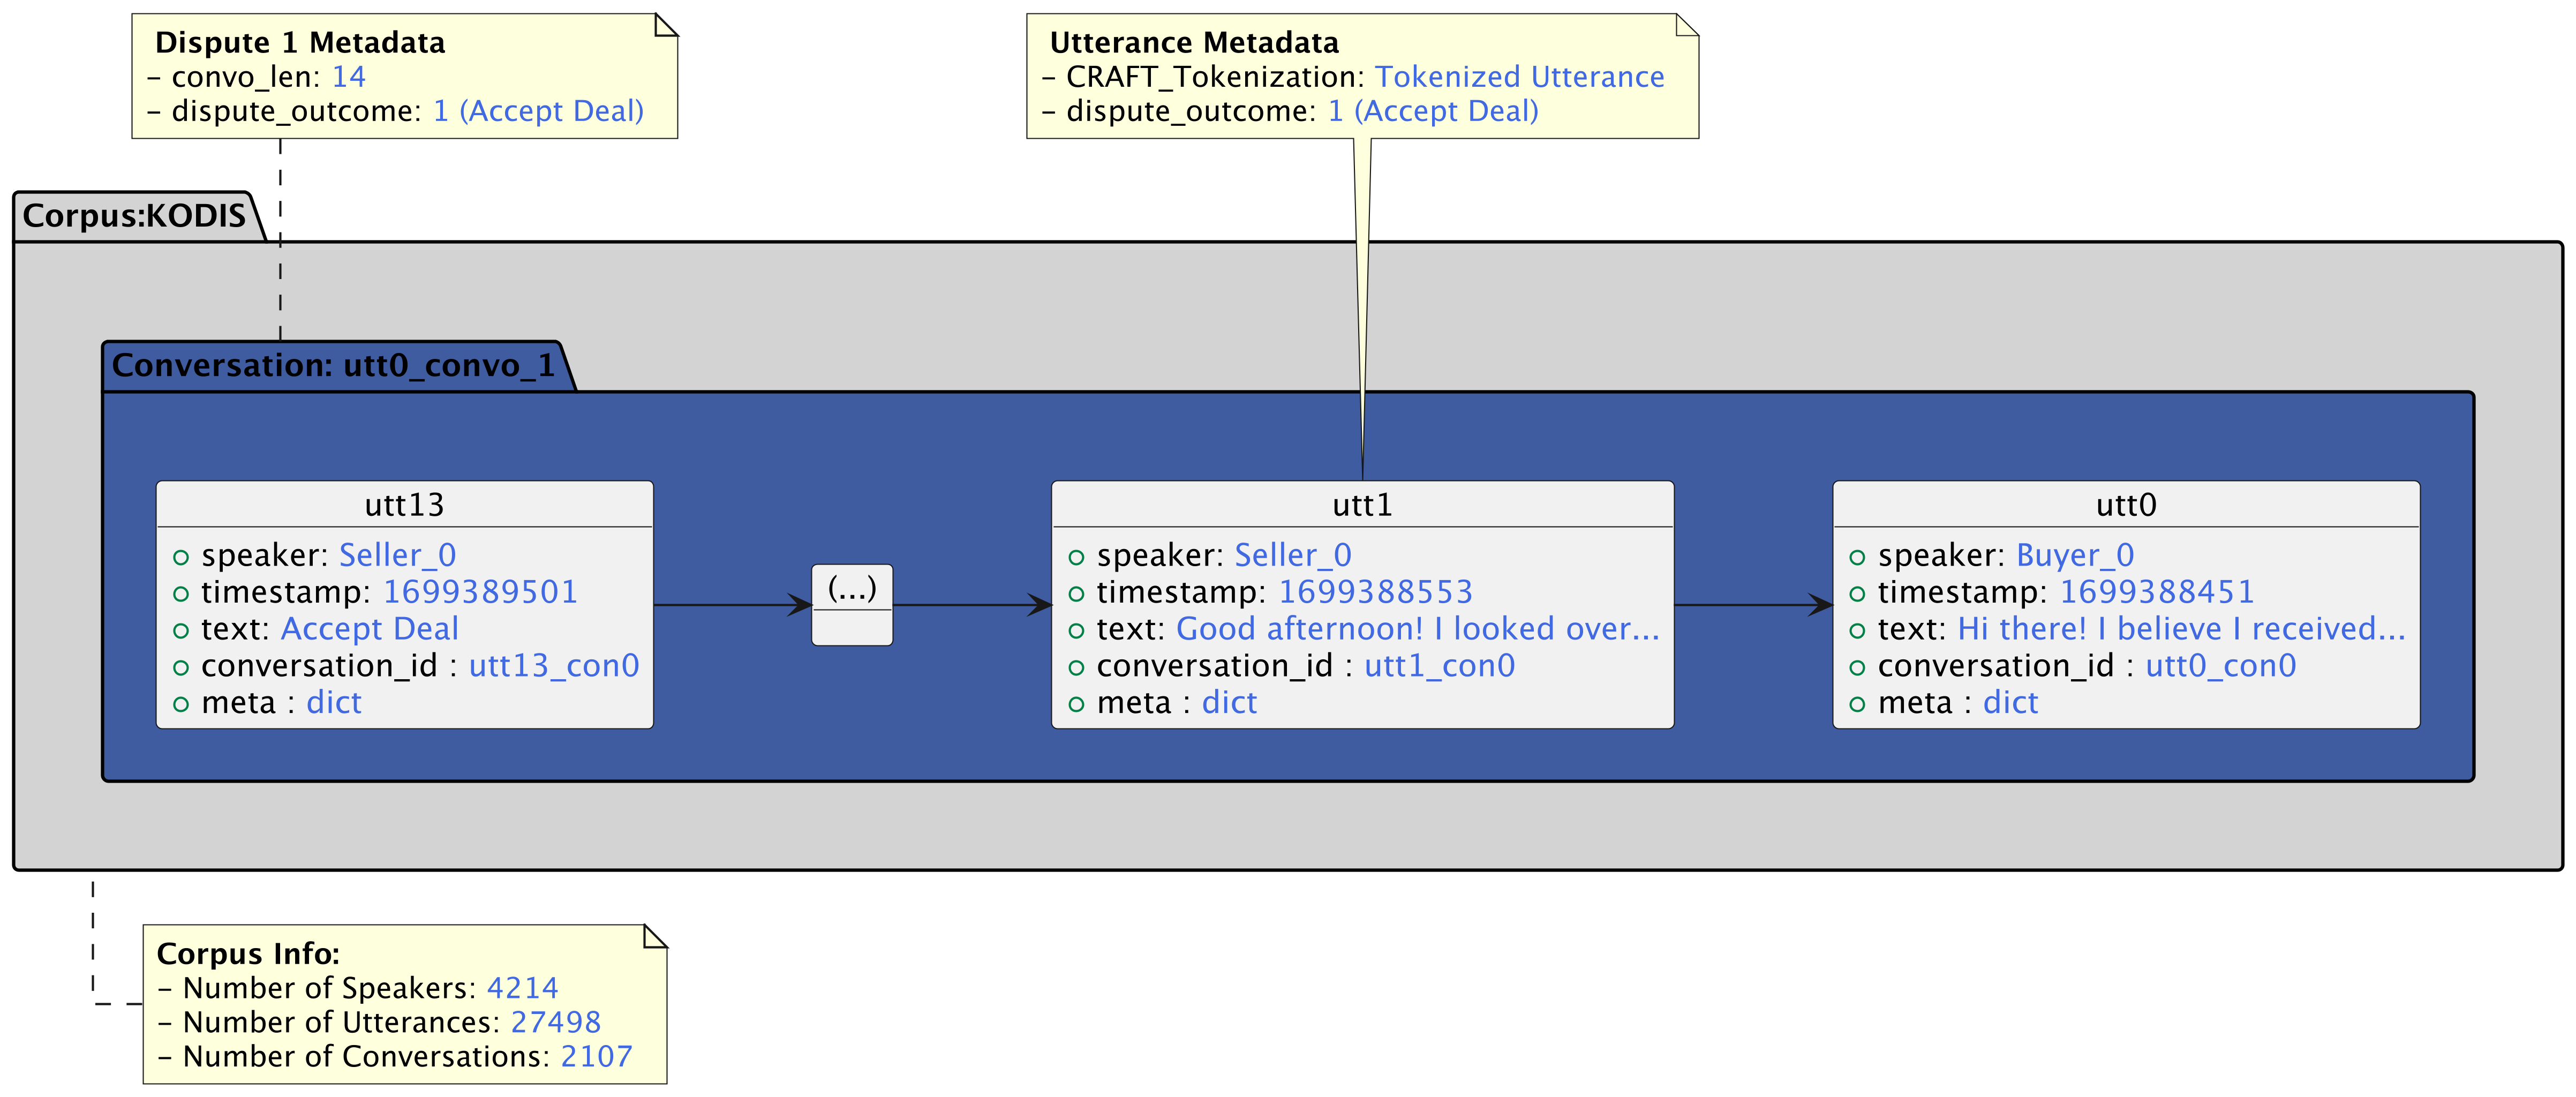 Dispute 1 Metadata
– convo_len: 14
– dispute_outcome: 1 (Accept Deal)
Utterance Metadata
– CRAFT_Tokenization: Tokenized Utterance
– dispute_outcome: 1 (Accept Deal)
Corpus:KODIS
Conversation: utt0_convo_1
utt13
speaker: Seller_0
timestamp: 1699389501
text: Accept Deal
conversation_id : utt13_con0
meta : dict
(...)
utt1
speaker: Seller_0
timestamp: 1699388553
text: Good afternoon! I looked over...
conversation_id : utt1_con0
meta : dict
utt0
speaker: Buyer_0
timestamp: 1699388451
text: Hi there! I believe I received...
conversation_id : utt0_con0
meta : dict
Corpus Info:
– Number of Speakers: 4214
– Number of Utterances: 27498
– Number of Conversations: 2107